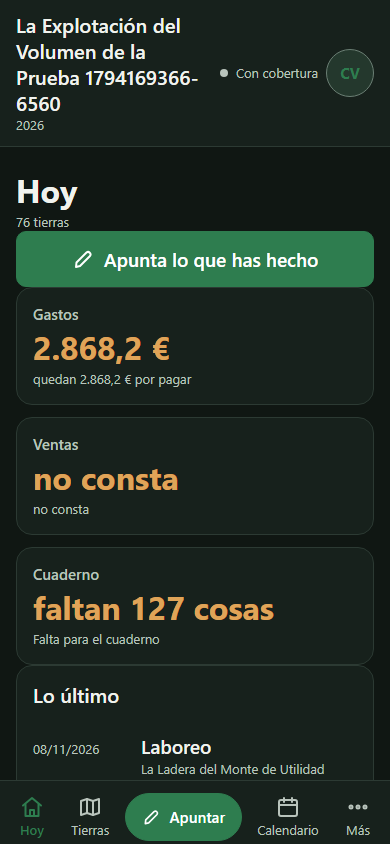 La Explotación del
Volumen de la
Prueba 1794169366-
6560
2026
Con cobertura
CV
Hoy
76 tierras
Apunta lo que has hecho
Gastos
2.868,2 €
quedan 2.868,2 € por pagar
Ventas
no consta
no consta
Cuaderno
faltan 127 cosas
Falta para el cuaderno
Lo último
08/11/2026
Laboreo
La Ladera del Monte de Utilidad
Hoy
Tierras
Apuntar
Calendario
Más